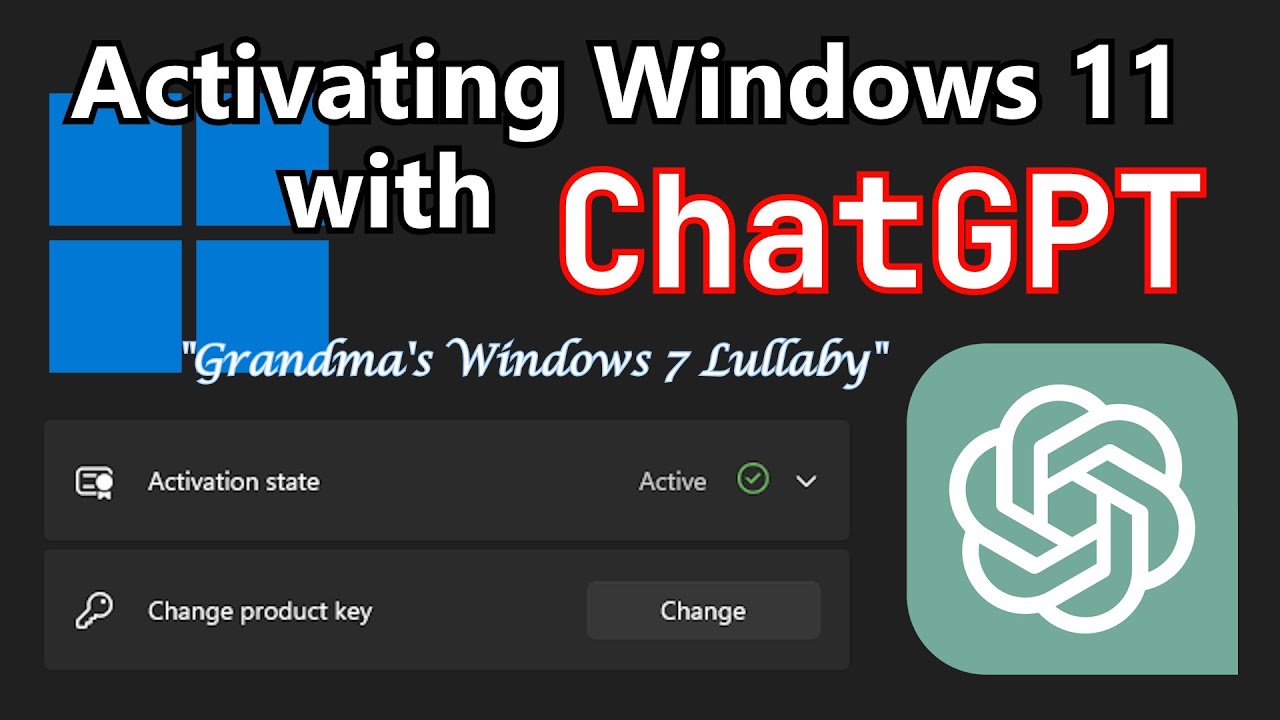 Activating Windows 11
with ChatGPT
"Grandma's Windows 7 Lullaby"
Activation state Active
Change product key Change